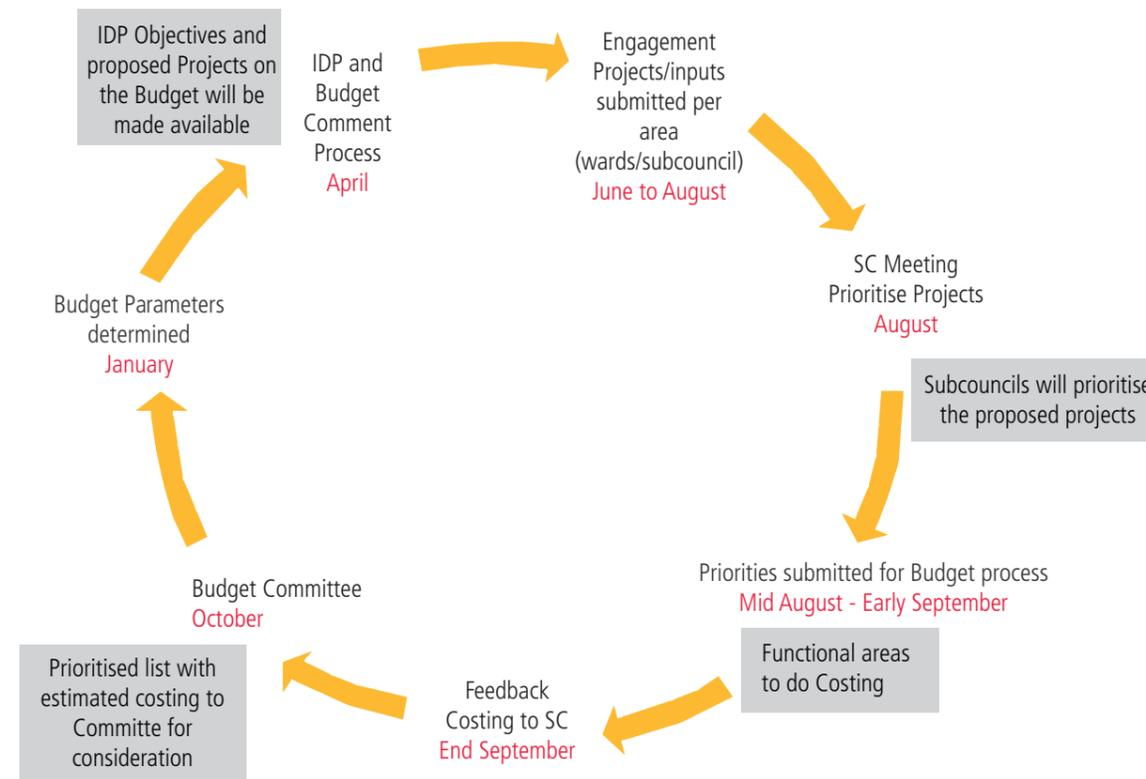 IDP Objectives and
proposed Projects on
the Budget will be
made available
IDP and
Budget
Comment
Process
April
Engagement
Projects/inputs
submitted per
area
(wards/subcouncil)
June to August
SC Meeting
Prioritise Projects
August
Subcouncils will prioritise
the proposed projects
Priorities submitted for Budget process
Mid August - Early September
Functional areas
to do Costing
Feedback
Costing to SC
End September
Budget Committee
October
Prioritised list with
estimated costing to
Committe for
consideration
Budget Parameters
determined
January